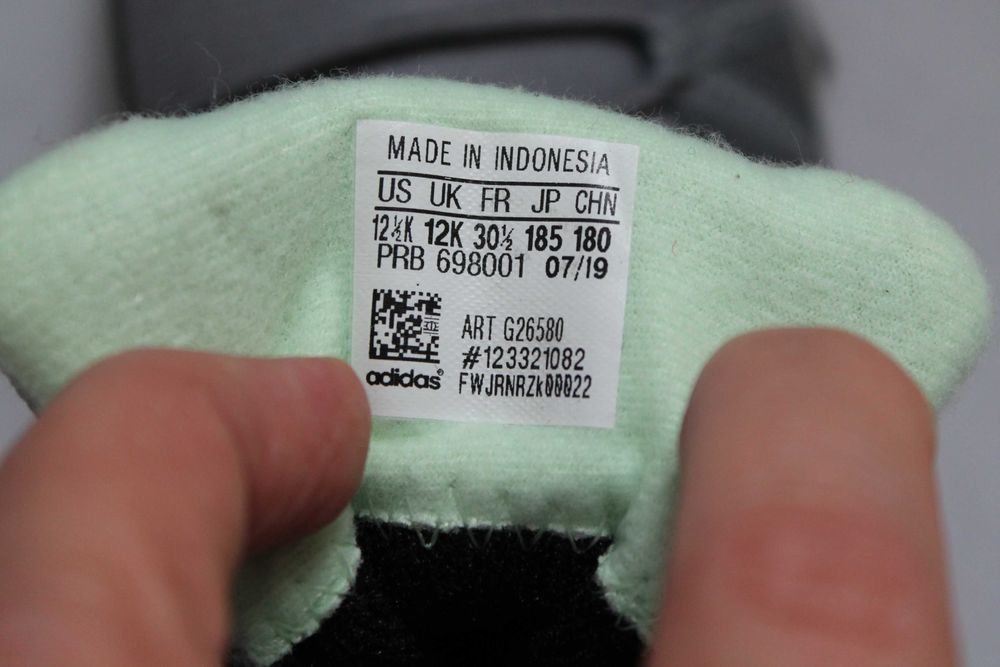 MADE IN INDONESIA
US UK FR JP CHN
12½K 12K 30½ 185 180
PRB 698001 07/19
ART G26580
#123321082
adidas® FWJRNRZk00022